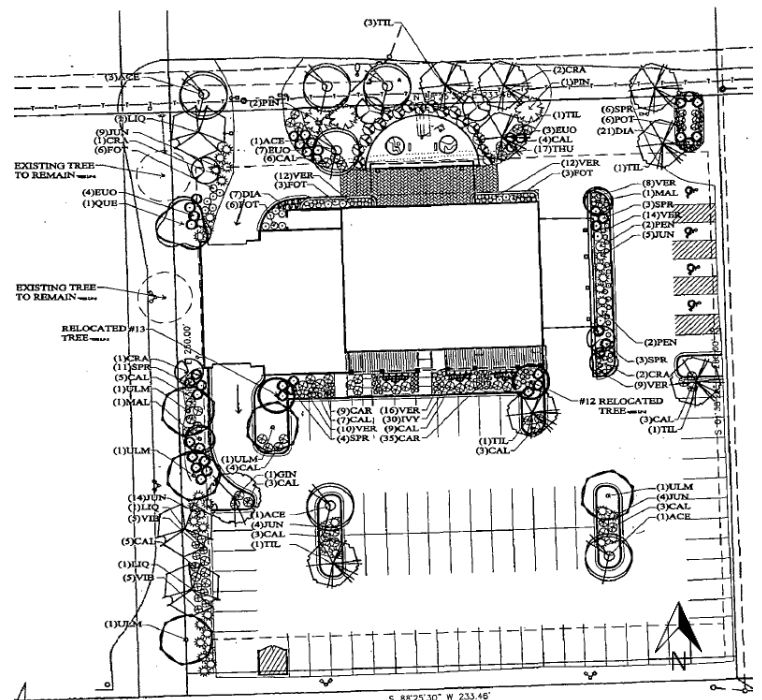 (3)TIL
(3)ACE
(2)PIN
(2)LIQ
(9)JUN
(1)CRA
(6)FOT
EXISTING TREE
TO REMAIN
(4)EUO
(1)QUE
(7)DIA
(6)FOT
(1)ACE
(7)EUO
(6)CAL
(12)VER
(3)FOT
(2)CRA
(1)PIN
(1)TIL
(3)EUO
(4)CAL
(17)THU
(12)VER
(3)FOT
(6)SPR
(6)POT
(21)DIA
(1)TIL
(8)VER
(1)MAL
(3)SPR
(14)VER
(2)PEN
(5)JUN
EXISTING TREE
TO REMAIN
RELOCATED #13
TREE
250.00'
(2)PEN
(3)SPR
(2)CRA
(9)VER
#12 RELOCATED
TREE
(3)CAL
(1)TIL
(1)CRA
(11)SPR
(5)CAL
(1)ULM
(1)MAL
(1)ULM
(9)CAR (16)VER
(7)CAL (30)IVY
(10)VER (9)CAL
(4)SPR (35)CAR
(1)TIL
(3)CAL
(1)ULM
(4)CAL
(1)GIN
(3)CAL
(14)JUN
(1)LIQ
(5)VIB
(5)CAL
(1)LIQ
(5)VIB
(1)ULM
(1)ACE
(4)JUN
(3)CAL
(1)TIL
(1)ULM
(4)JUN
(3)CAL
(1)ACE
N
S 88°25'30" W 233.46'